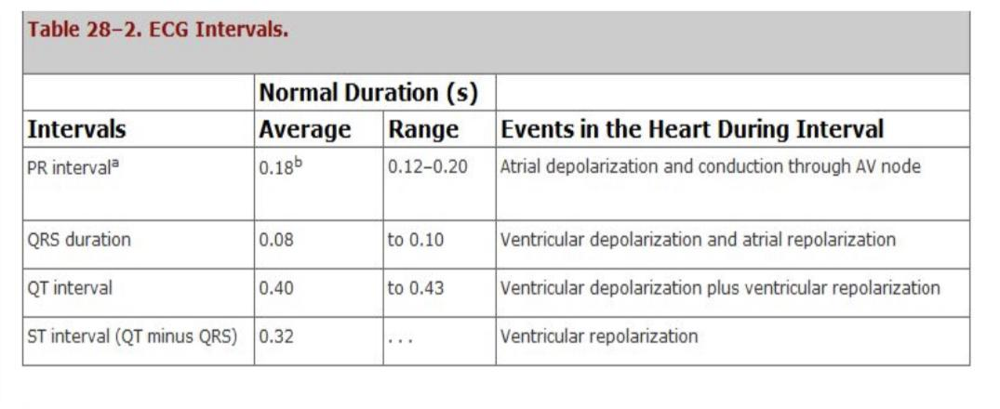 Table 28–2. ECG Intervals.
Normal Duration (s)
Intervals Average Range Events in the Heart During Interval
PR intervalᵃ 0.18ᵇ 0.12–0.20 Atrial depolarization and conduction through AV node
QRS duration 0.08 to 0.10 Ventricular depolarization and atrial repolarization
QT interval 0.40 to 0.43 Ventricular depolarization plus ventricular repolarization
ST interval (QT minus QRS) 0.32 . . . Ventricular repolarization